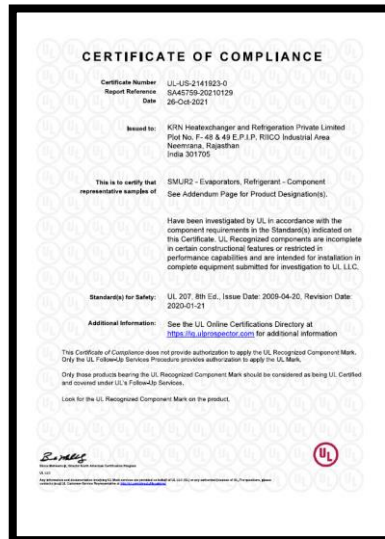 CERTIFICATE OF COMPLIANCE
Certificate Number UL-US-2141923-0
Report Reference SA45759-20210129
Date 26-Oct-2021
Issued to: KRN Heatexchanger and Refrigeration Private Limited
Plot No. F- 48 & 49 E.P.I.P. RIICO Industrial Area
Neemrana, Rajasthan
India 301705
This is to certify that SMUR2 - Evaporators, Refrigerant - Component
representative samples of See Addendum Page for Product Designation(s).
Have been investigated by UL in accordance with the
component requirements in the Standard(s) indicated on
this Certificate. UL Recognized components are incomplete
in certain constructional features or restricted in
performance capabilities and are intended for installation in
complete equipment submitted for investigation to UL LLC.
Standard(s) for Safety: UL 207, 8th Ed., Issue Date: 2009-04-20, Revision Date:
2020-01-21
Additional Information: See the UL Online Certifications Directory at
https://iq.ulprospector.com for additional information
This Certificate of Compliance does not provide authorization to apply the UL Recognized Component Mark.
Only the UL Follow-Up Services Procedure provides authorization to apply the UL Mark.
Only those products bearing the UL Recognized Component Mark should be considered as being UL Certified
and covered under UL's Follow-Up Services.
Look for the UL Recognized Component Mark on the product.
UL
UL LLC